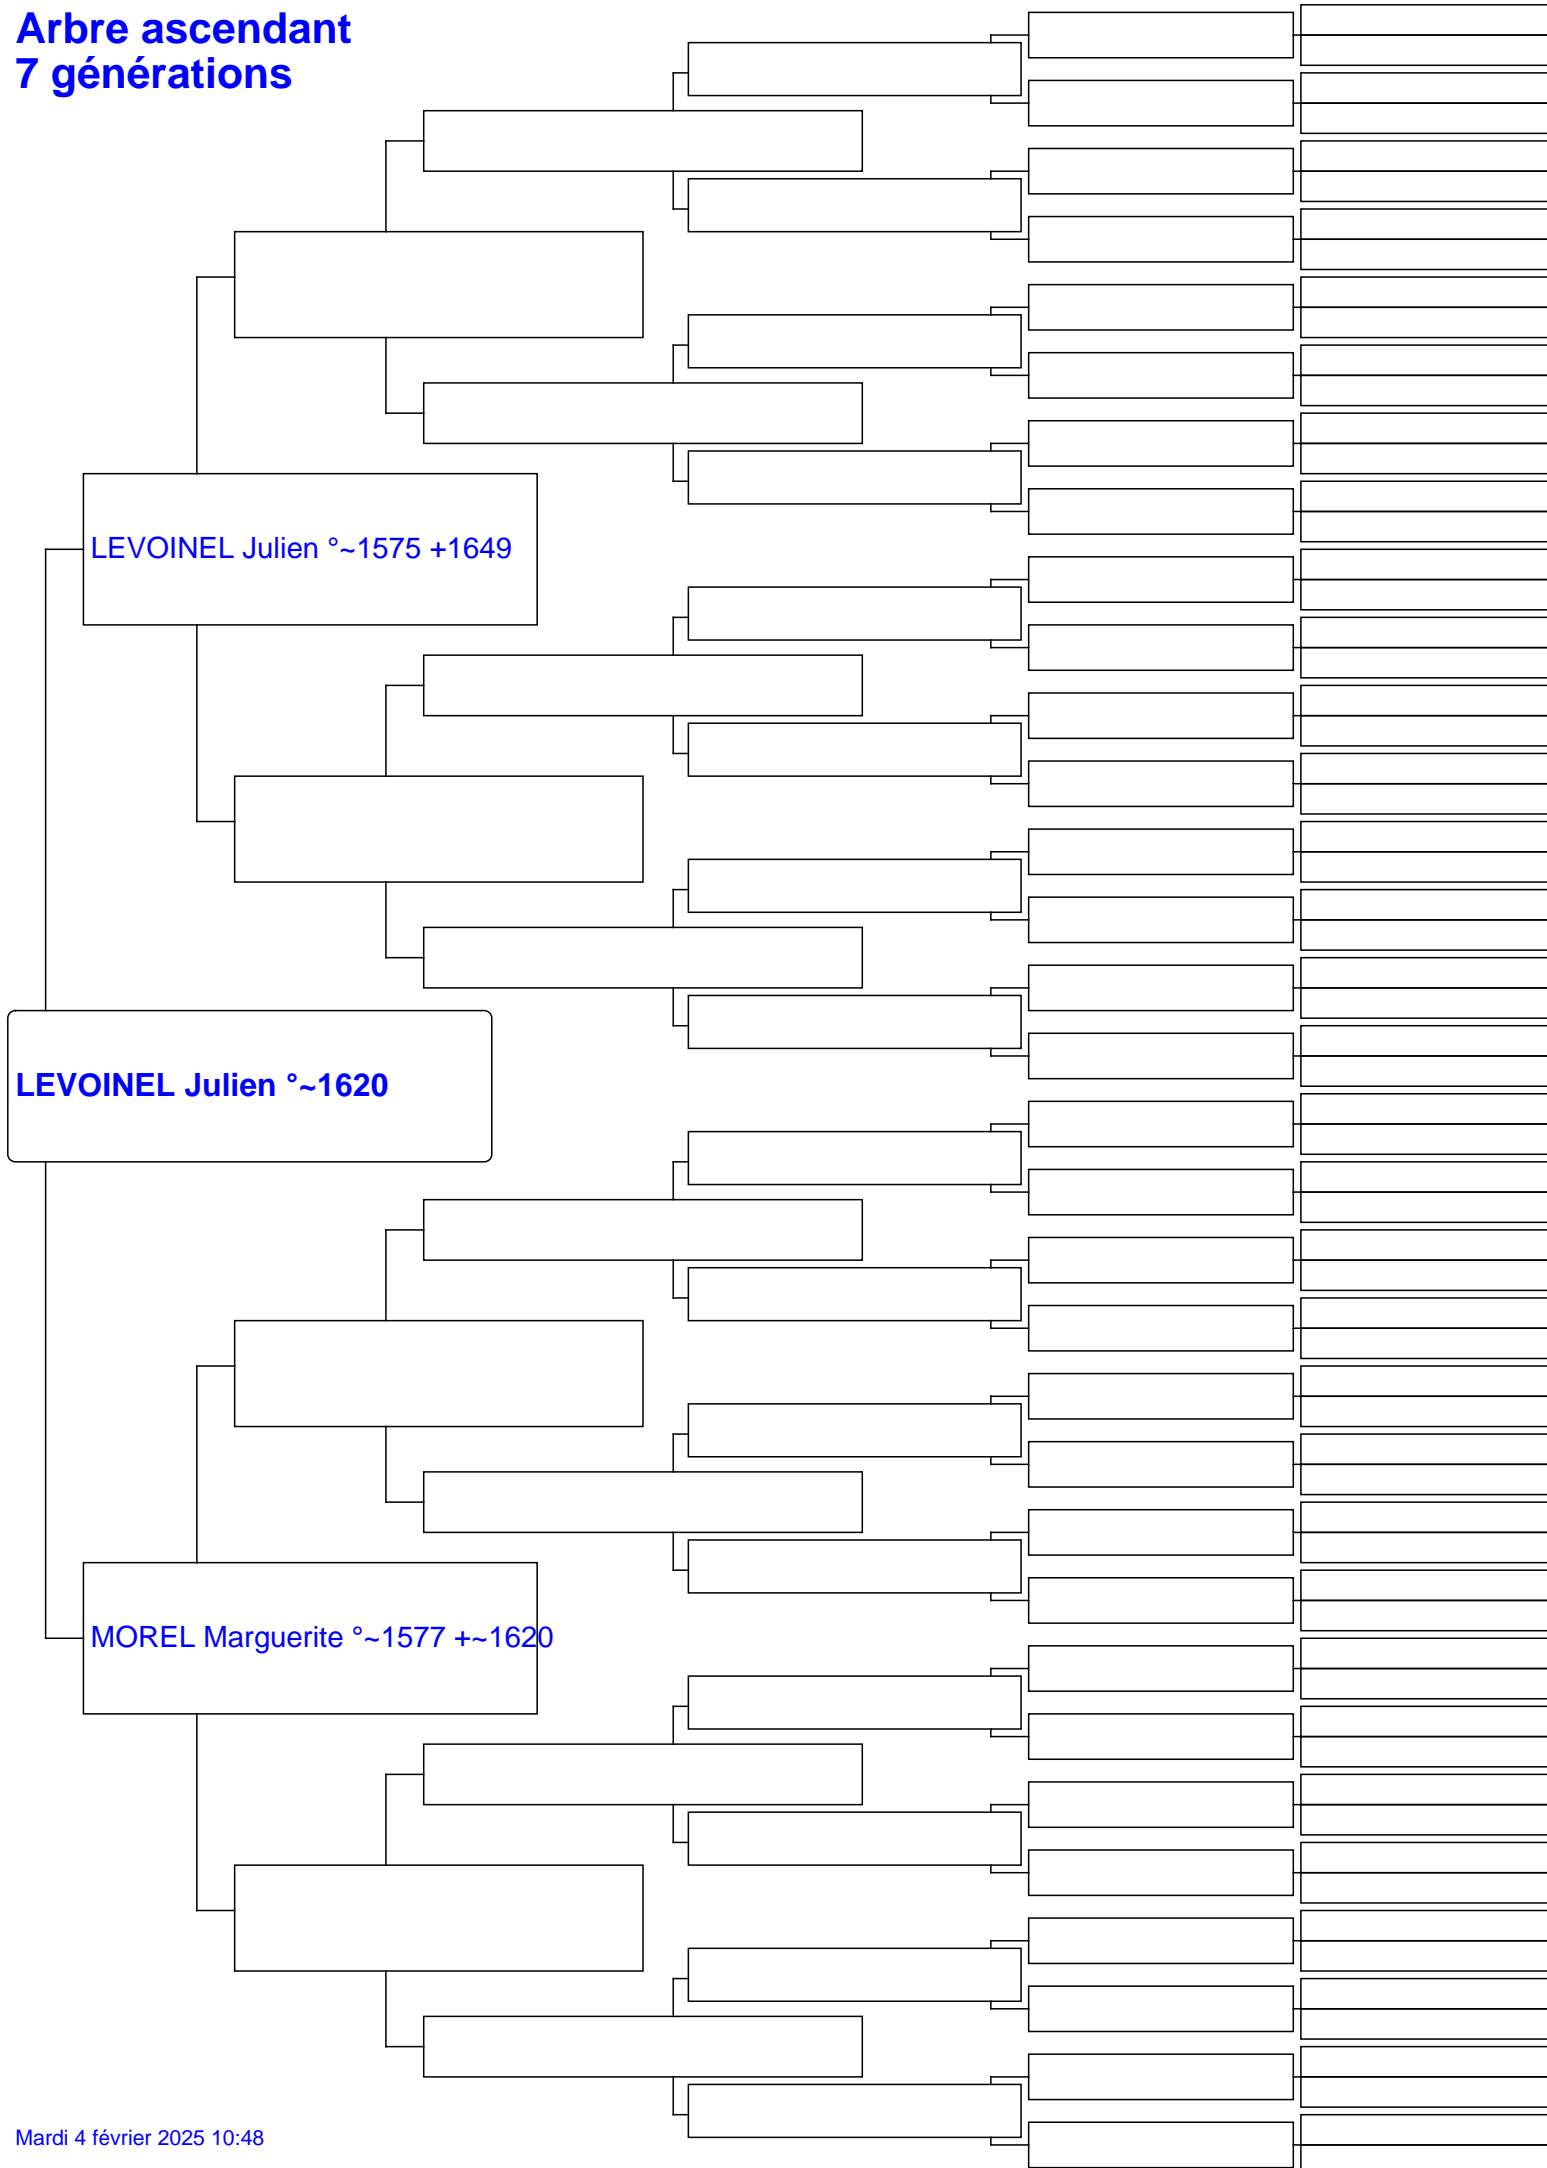 Arbre ascendant
7 générations
LEVOINEL Julien °~1575 +1649
LEVOINEL Julien °~1620
MOREL Marguerite °~1577 +~1620
Mardi 4 février 2025 10:48